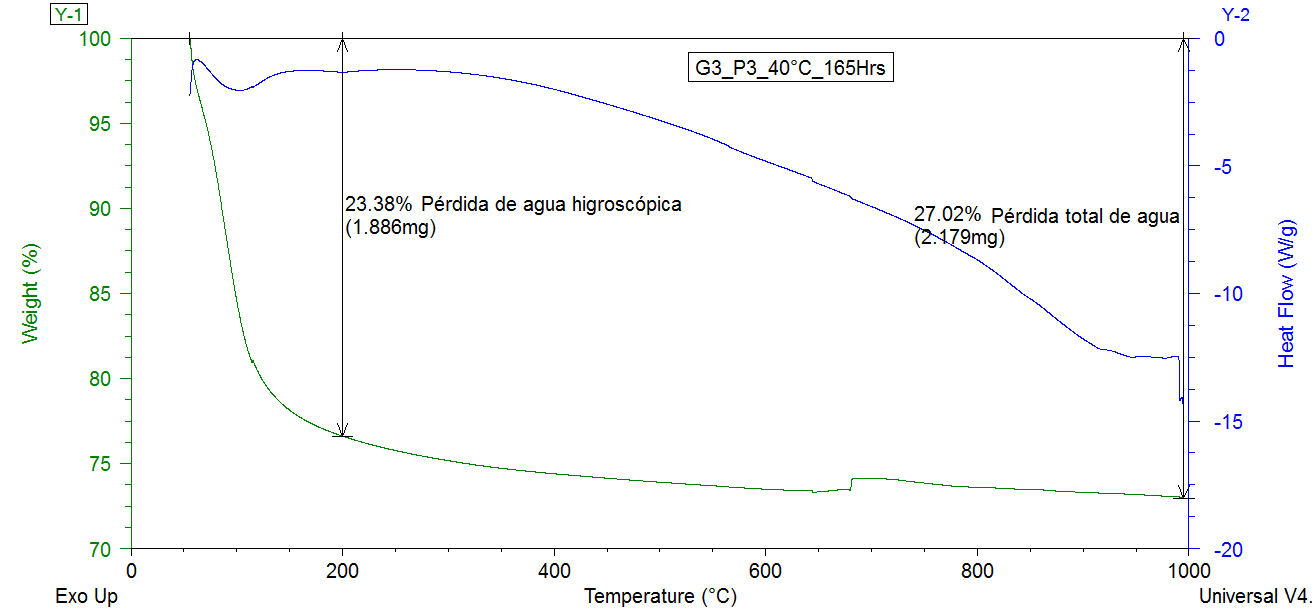 Y-1
Y-2
100
95
90
85
80
75
70
Weight (%)
0
-5
-10
-15
-20
Heat Flow (W/g)
G3_P3_40°C_165Hrs
23.38% Pérdida de agua higroscópica
(1.886mg)
27.02% Pérdida total de agua
(2.179mg)
0 200 400 600 800 1000
Exo Up Temperature (°C) Universal V4.